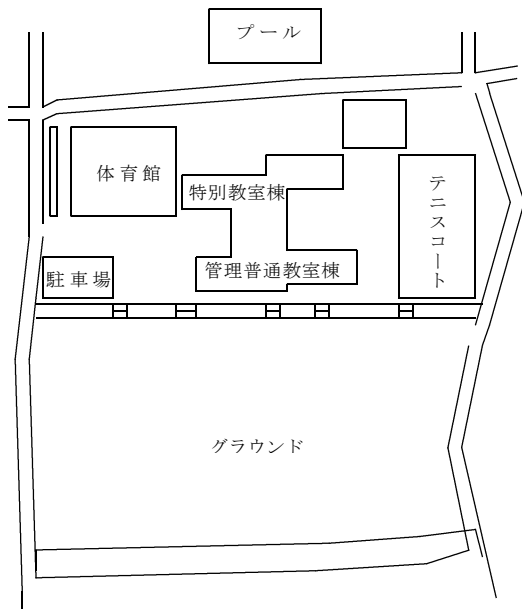 プール
体育館
特別教室棟
テニスコート
管理普通教室棟
駐車場
グラウンド